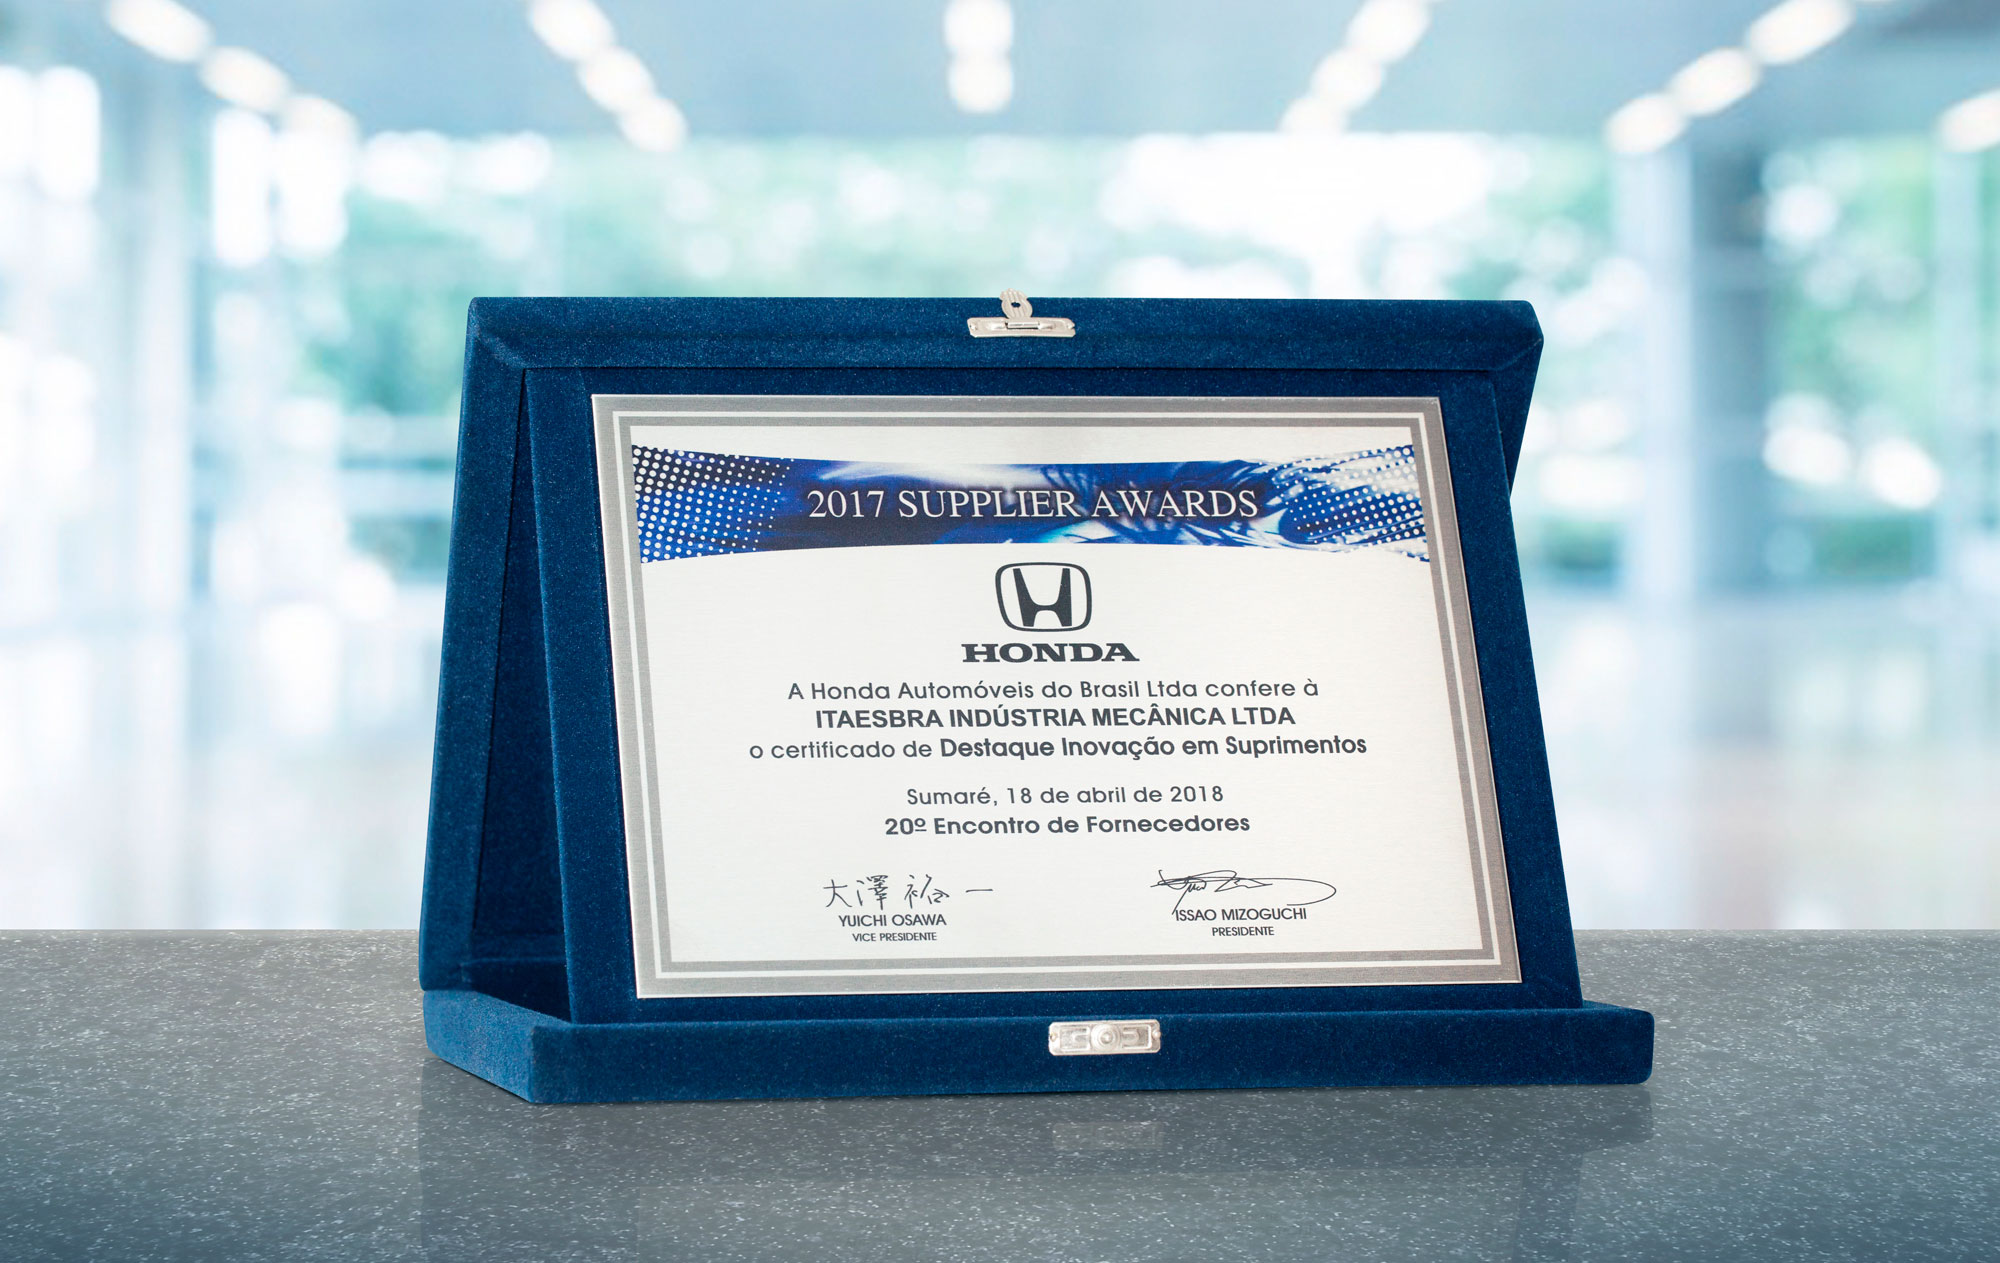 2017 SUPPLIER AWARDS
HONDA
A Honda Automóveis do Brasil Ltda confere à
ITAESBRA INDÚSTRIA MECÂNICA LTDA
o certificado de Destaque Inovação em Suprimentos
Sumaré, 18 de abril de 2018
20º Encontro de Fornecedores
大澤 裕一
YUICHI OSAWA
VICE PRESIDENTE
ISSAO MIZOGUCHI
PRESIDENTE